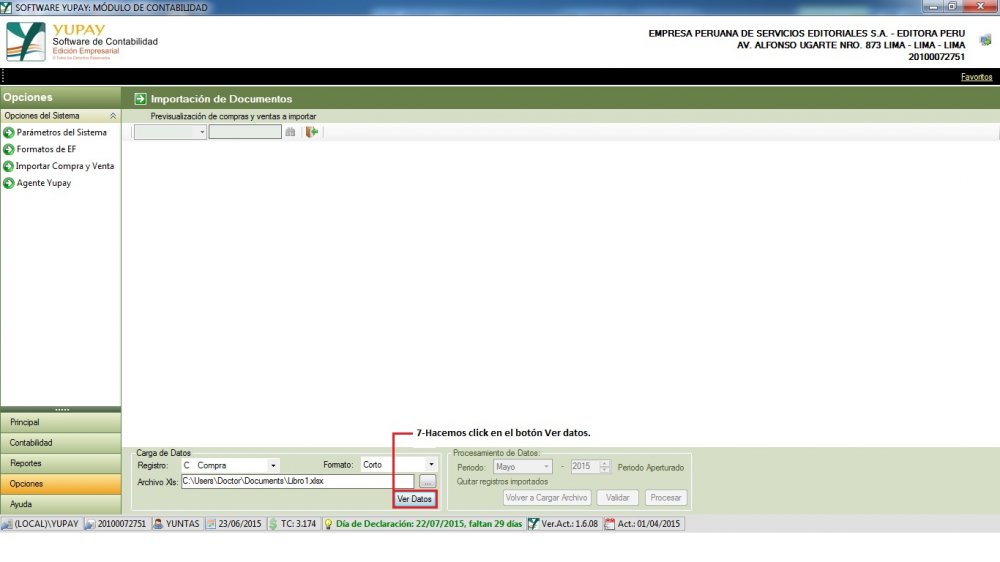 SOFTWARE YUPAY: MÓDULO DE CONTABILIDAD
YUPAY
Software de Contabilidad
Edición Empresarial
EMPRESA PERUANA DE SERVICIOS EDITORIALES S.A. - EDITORA PERU
AV. ALFONSO UGARTE NRO. 873 LIMA - LIMA - LIMA
20100072751
Favoritos
Opciones
Importación de Documentos
Opciones del Sistema
Previsualización de compras y ventas a importar
Parámetros del Sistema
Formatos de EF
Importar Compra y Venta
Agente Yupay
Principal
Contabilidad
Reportes
Opciones
Ayuda
7-Hacemos click en el botón Ver datos.
Carga de Datos
Registro: C Compra Formato: Corto
Archivo Xls: C:\Users\Doctor\Documents\Libro1.xlsx ...
Ver Datos
Procesamiento de Datos:
Periodo: Mayo - 2015 Periodo Aperturado
Quitar registros importados
Volver a Cargar Archivo Validar Procesar
(LOCAL)\YUPAY 20100072751 YUNTAS 23/06/2015 TC: 3.174 Día de Declaración: 22/07/2015, faltan 29 días Ver.Act.: 1.6.08 Act.: 01/04/2015